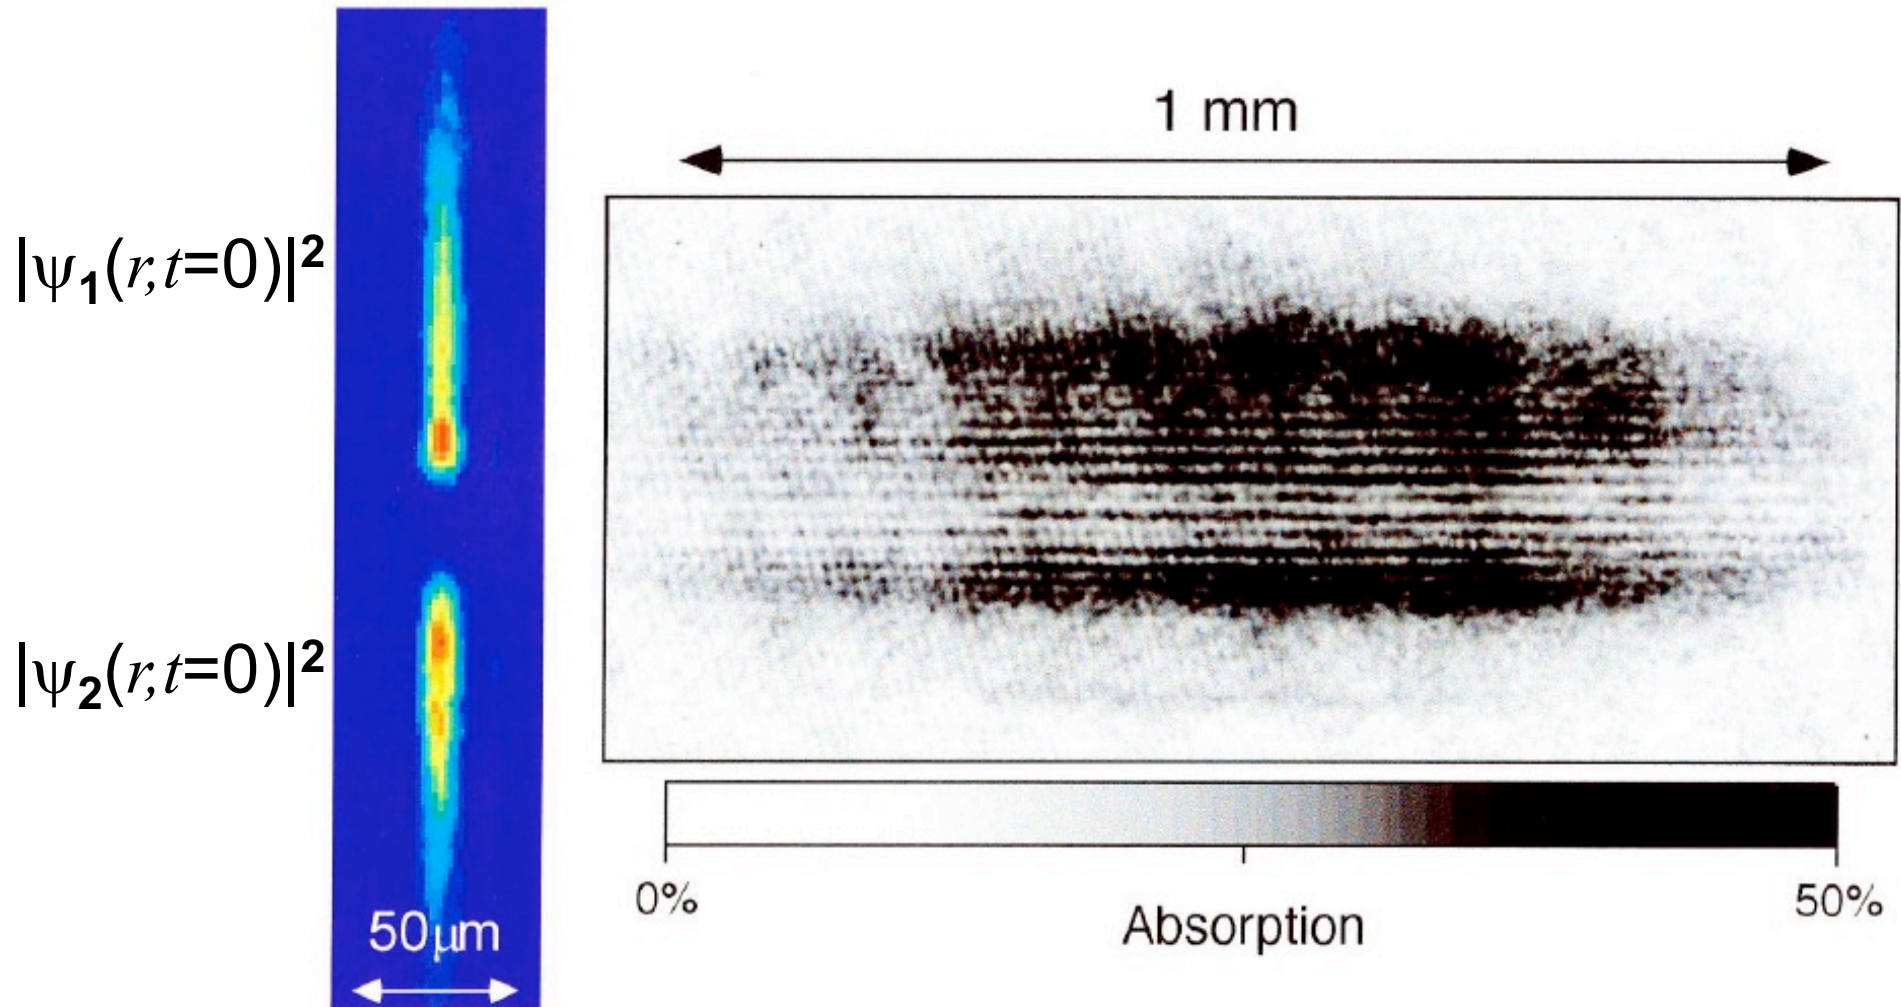 |ψ₁(r,t=0)|²
|ψ₂(r,t=0)|²
50μm
1 mm
0%
50%
Absorption